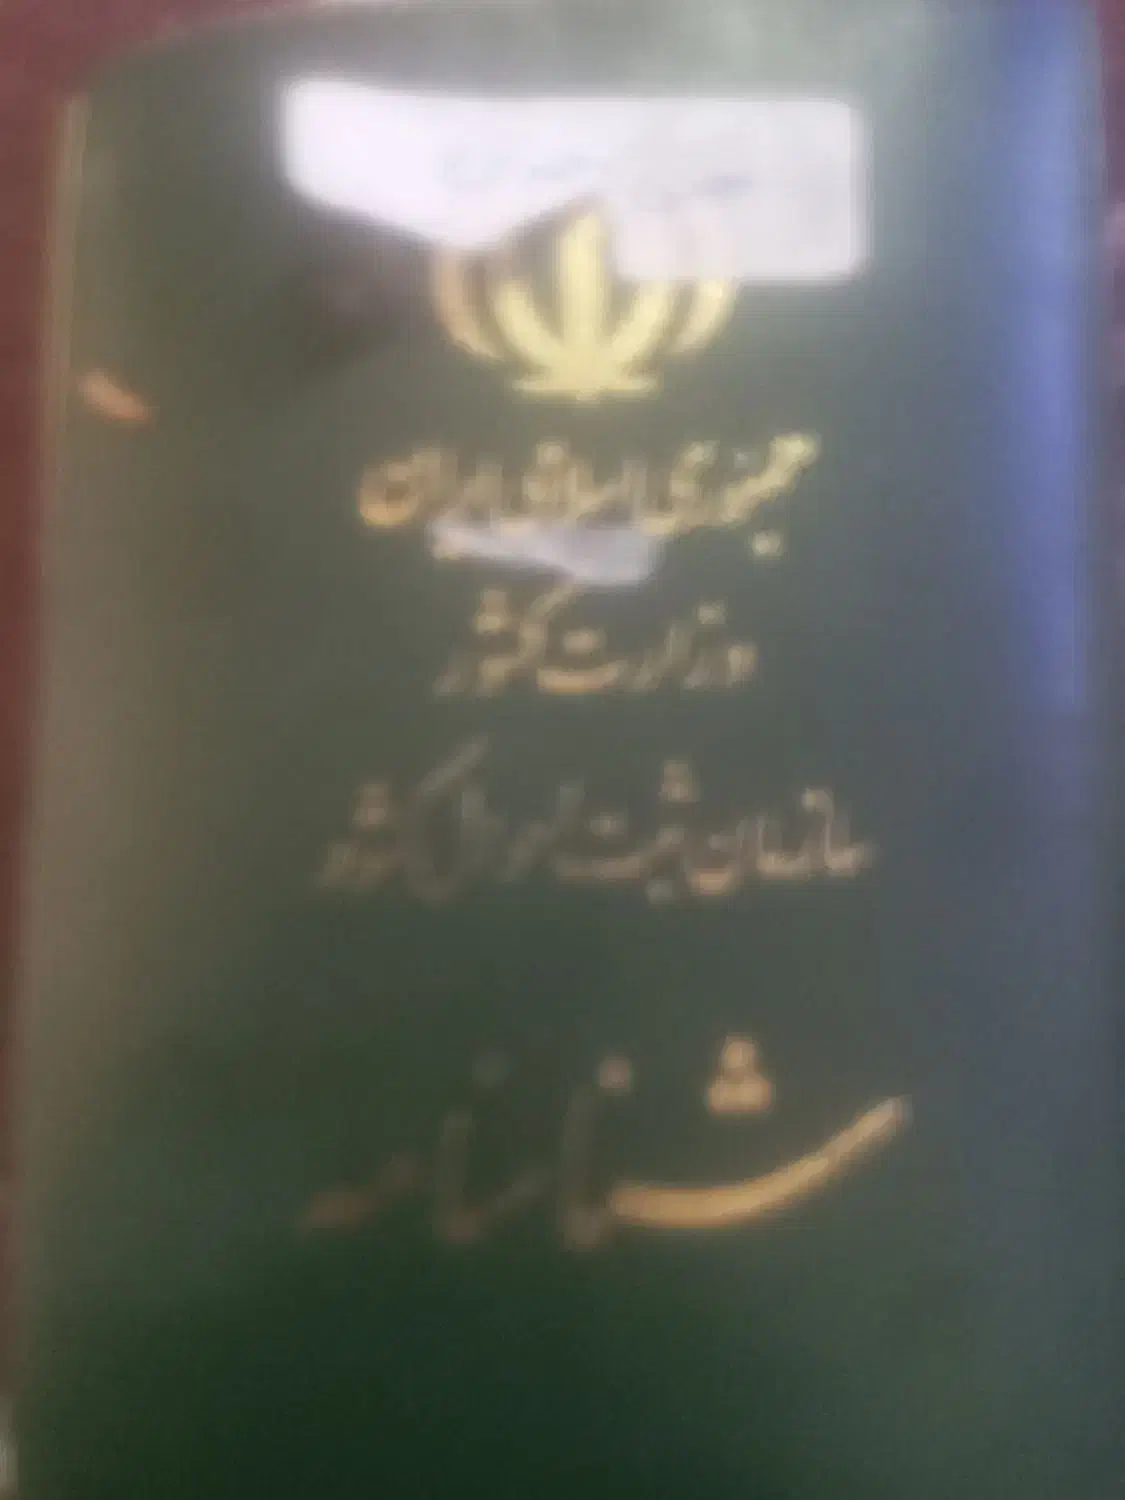 جمهوری اسلامی ایران
وزارت کشور
سازمان ثبت احوال کشور
شناسنامه